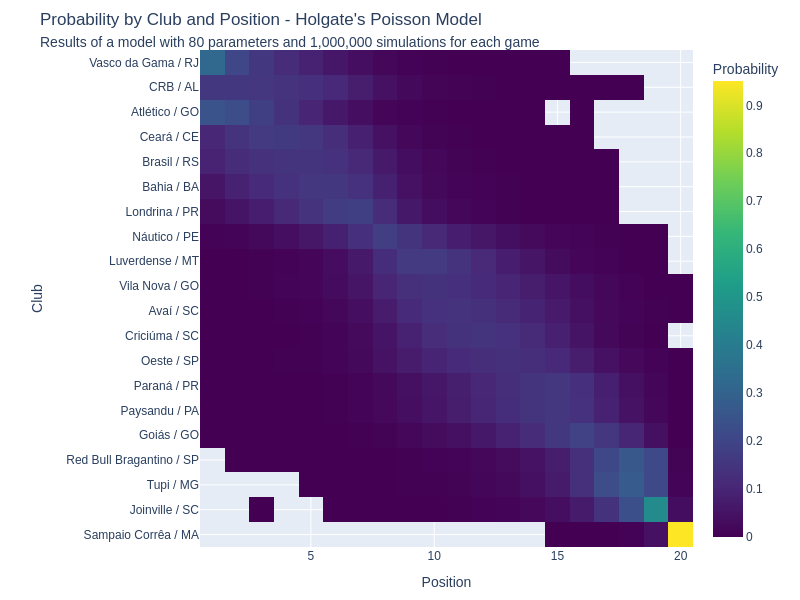 Probability by Club and Position - Holgate's Poisson Model
Results of a model with 80 parameters and 1,000,000 simulations for each game
Vasco da Gama / RJ
CRB / AL
Atlético / GO
Ceará / CE
Brasil / RS
Bahia / BA
Londrina / PR
Náutico / PE
Luverdense / MT
Vila Nova / GO
Avaí / SC
Criciúma / SC
Oeste / SP
Paraná / PR
Paysandu / PA
Goiás / GO
Red Bull Bragantino / SP
Tupi / MG
Joinville / SC
Sampaio Corrêa / MA
Club
5
10
15
20
Position
Probability
0.9
0.8
0.7
0.6
0.5
0.4
0.3
0.2
0.1
0